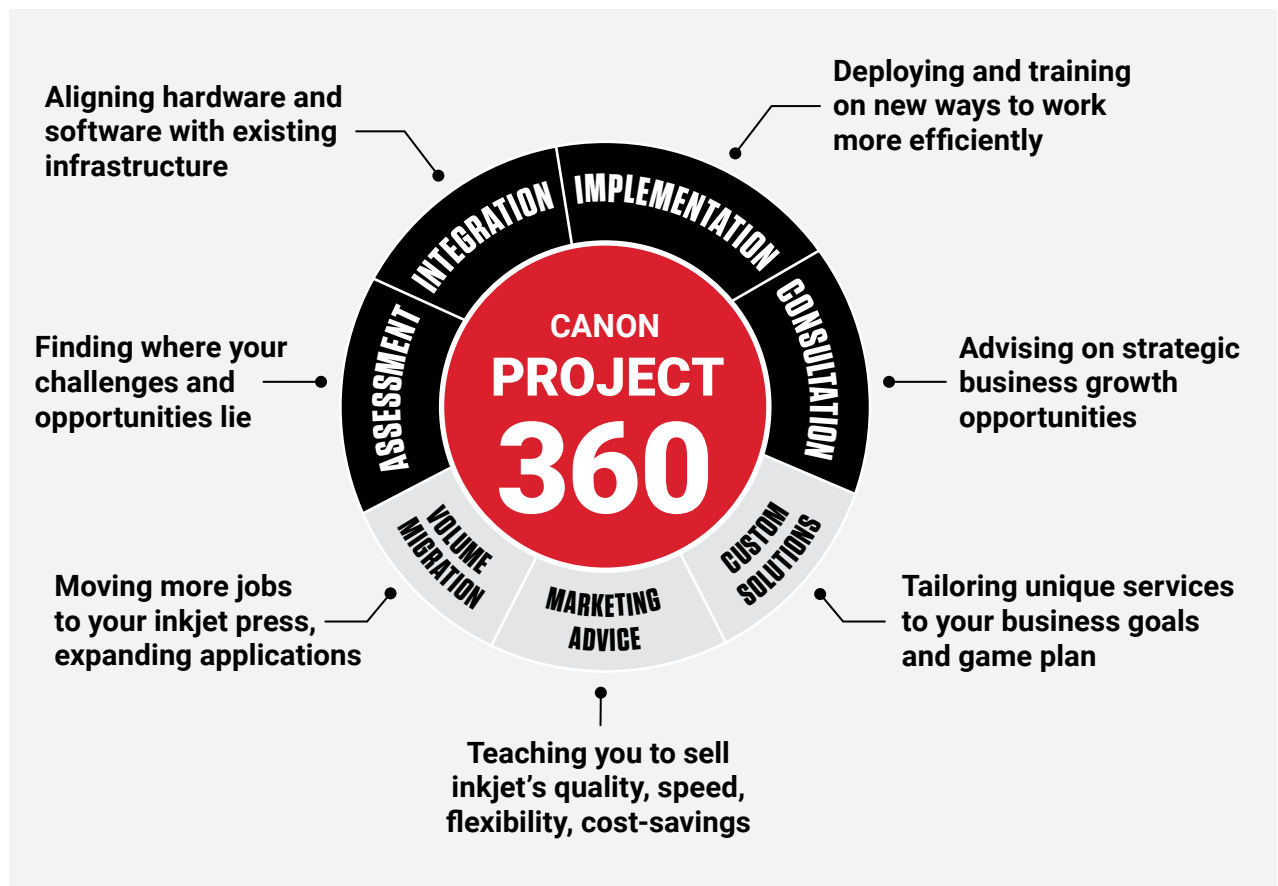 Aligning hardware and
software with existing
infrastructure
Deploying and training
on new ways to work
more efficiently
INTEGRATION
IMPLEMENTATION
ASSESSMENT
CONSULTATION
CANON
PROJECT
360
Finding where your
challenges and
opportunities lie
Advising on strategic
business growth
opportunities
VOLUME
MIGRATION
MARKETING
ADVICE
CUSTOM
SOLUTIONS
Moving more jobs
to your inkjet press,
expanding applications
Tailoring unique services
to your business goals
and game plan
Teaching you to sell
inkjet’s quality, speed,
flexibility, cost-savings